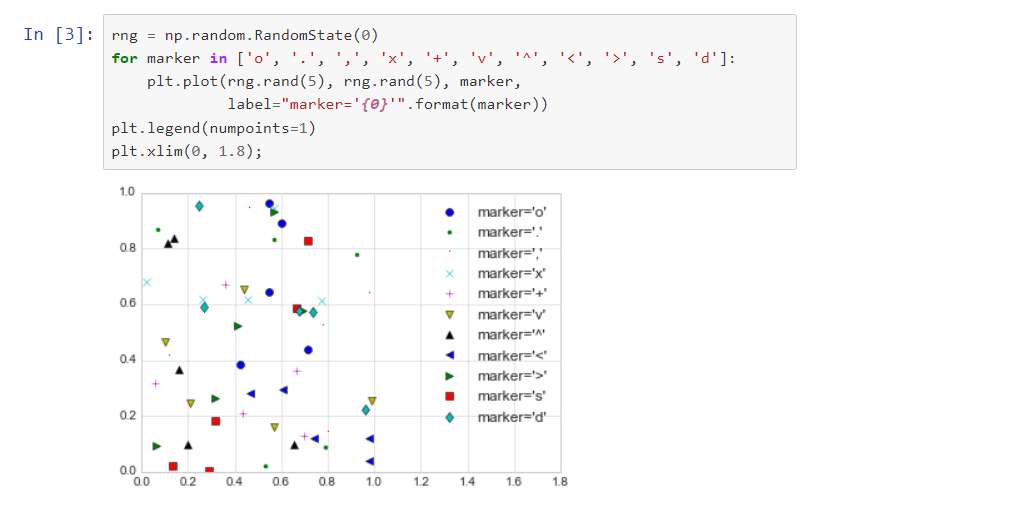 In [3]: rng = np.random.RandomState(0)
for marker in ['o', '.', ',', 'x', '+', 'v', '^', '<', '>', 's', 'd']:
    plt.plot(rng.rand(5), rng.rand(5), marker,
             label="marker='{0}'".format(marker))
plt.legend(numpoints=1)
plt.xlim(0, 1.8);
1.0
0.8
0.6
0.4
0.2
0.0
marker='o'
marker='.'
marker=','
marker='x'
marker='+'
marker='v'
marker='^'
marker='<'
marker='>'
marker='s'
marker='d'
0.0 0.2 0.4 0.6 0.8 1.0 1.2 1.4 1.6 1.8